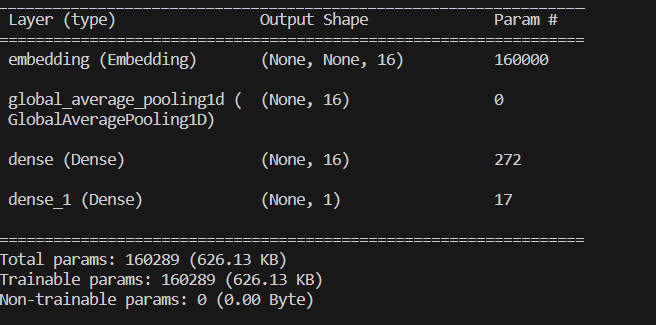 Layer (type) Output Shape Param #
=================================================================
embedding (Embedding) (None, None, 16) 160000
global_average_pooling1d ( (None, 16) 0
GlobalAveragePooling1D)
dense (Dense) (None, 16) 272
dense_1 (Dense) (None, 1) 17
=================================================================
Total params: 160289 (626.13 KB)
Trainable params: 160289 (626.13 KB)
Non-trainable params: 0 (0.00 Byte)